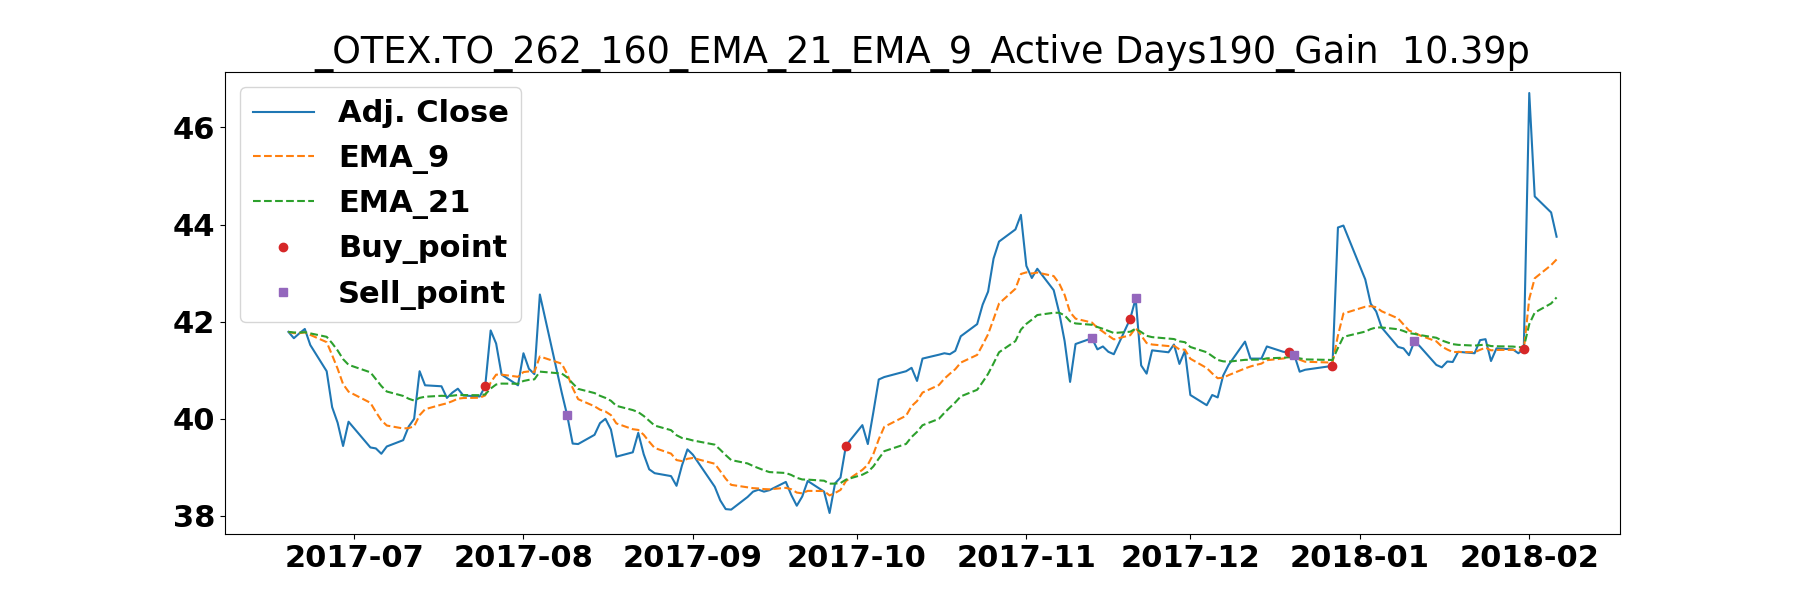 _OTEX.TO_262_160_EMA_21_EMA_9_Active Days190_Gain  10.39p
Adj. Close
EMA_9
EMA_21
Buy_point
Sell_point
46
44
42
40
38
2017-07 2017-08 2017-09 2017-10 2017-11 2017-12 2018-01 2018-02